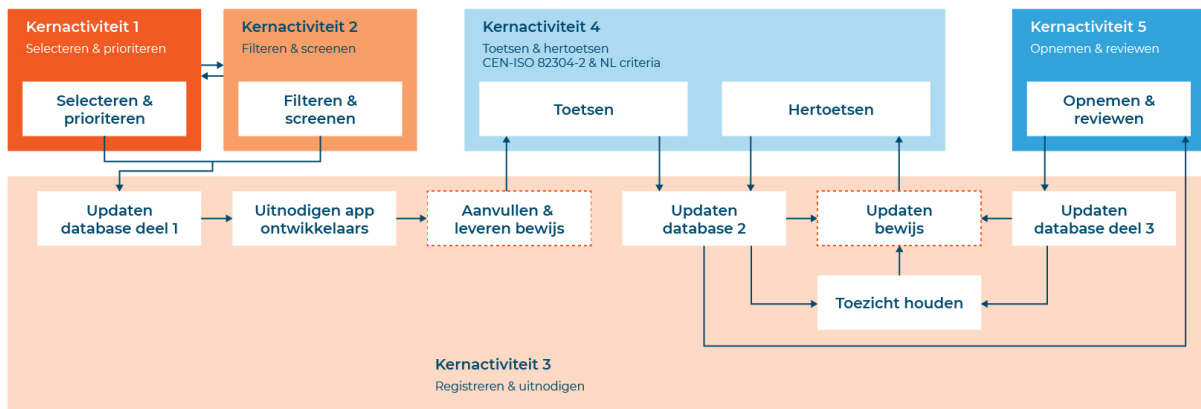 Kernactiviteit 1
Selecteren & prioriteren
Selecteren &
prioriteren
Kernactiviteit 2
Filteren & screenen
Filteren &
screenen
Kernactiviteit 4
Toetsen & hertoetsen
CEN-ISO 82304-2 & NL criteria
Toetsen
Hertoetsen
Kernactiviteit 5
Opnemen & reviewen
Opnemen &
reviewen
Updaten
database deel 1
Uitnodigen app
ontwikkelaars
Aanvullen &
leveren bewijs
Updaten
database 2
Updaten
bewijs
Updaten
database deel 3
Toezicht houden
Kernactiviteit 3
Registreren & uitnodigen